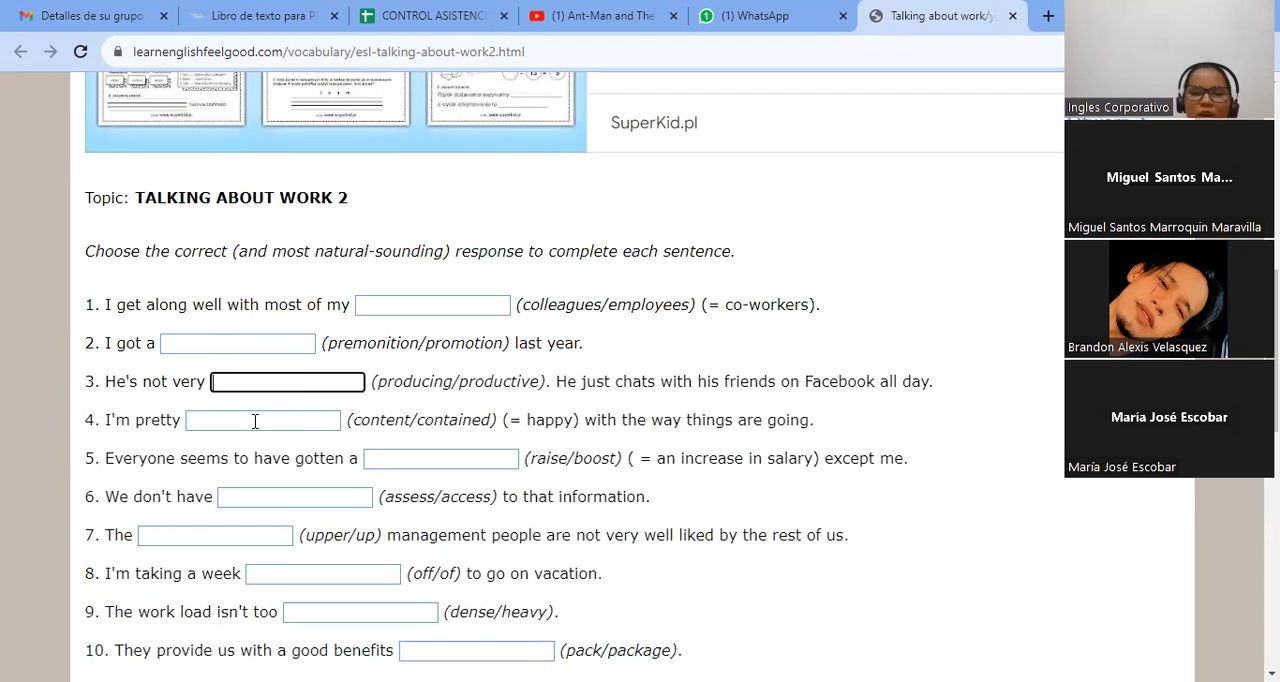 Detalles de su grupo
Libro de texto para P
CONTROL ASISTENC
(1) Ant-Man and The
(1) WhatsApp
Talking about work/y
learnenglishfeelgood.com/vocabulary/esl-talking-about-work2.html
SuperKid.pl
Topic: TALKING ABOUT WORK 2
Choose the correct (and most natural-sounding) response to complete each sentence.
1. I get along well with most of my (colleagues/employees) (= co-workers).
2. I got a (premonition/promotion) last year.
3. He's not very (producing/productive). He just chats with his friends on Facebook all day.
4. I'm pretty (content/contained) (= happy) with the way things are going.
5. Everyone seems to have gotten a (raise/boost) ( = an increase in salary) except me.
6. We don't have (assess/access) to that information.
7. The (upper/up) management people are not very well liked by the rest of us.
8. I'm taking a week (off/of) to go on vacation.
9. The work load isn't too (dense/heavy).
10. They provide us with a good benefits (pack/package).
Ingles Corporativo
Miguel Santos Ma...
Miguel Santos Marroquin Maravilla
Brandon Alexis Velasquez
María José Escobar
María José Escobar